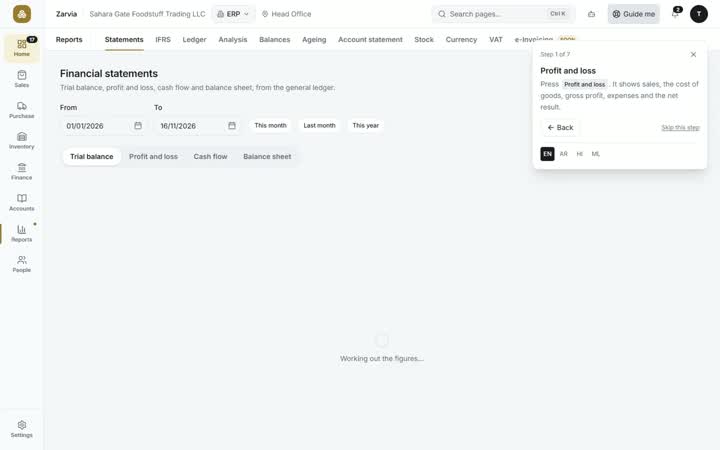 Zarvia
Sahara Gate Foodstuff Trading LLC
ERP
Head Office
Search pages...
Ctrl K
Guide me
2
T
17
Home
Sales
Purchase
Inventory
Finance
Accounts
Reports
People
Settings
Reports
Statements
IFRS
Ledger
Analysis
Balances
Ageing
Account statement
Stock
Currency
VAT
e-Invoicing
SOON
Financial statements
Trial balance, profit and loss, cash flow and balance sheet, from the general ledger.
From
To
01/01/2026
16/11/2026
This month
Last month
This year
Trial balance
Profit and loss
Cash flow
Balance sheet
Working out the figures...
Step 1 of 7
Profit and loss
Press Profit and loss . It shows sales, the cost of
goods, gross profit, expenses and the net
result.
← Back
Skip this step
EN
AR
HI
ML